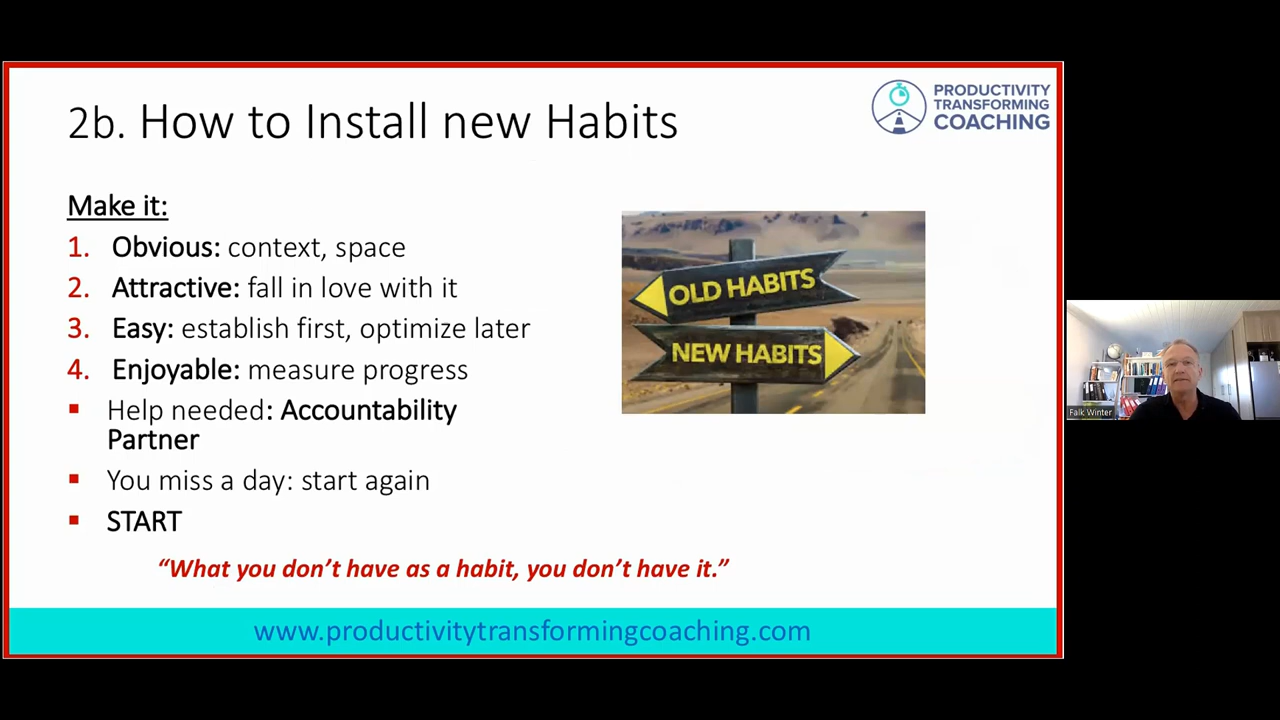 2b. How to Install new Habits
PRODUCTIVITY
TRANSFORMING
COACHING
Make it:
1. Obvious: context, space
2. Attractive: fall in love with it
3. Easy: establish first, optimize later
4. Enjoyable: measure progress
▪ Help needed: Accountability
Partner
▪ You miss a day: start again
▪ START
OLD HABITS
NEW HABITS
“What you don’t have as a habit, you don’t have it.”
www.productivitytransformingcoaching.com
Falk Winter